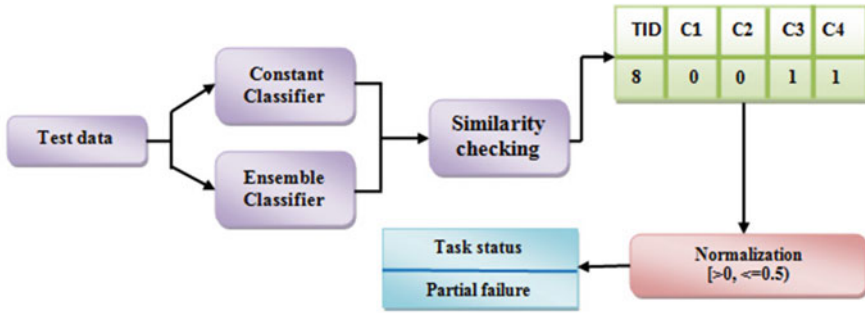 Test data
Constant
Classifier
Ensemble
Classifier
Similarity
checking
TID C1 C2 C3 C4
8 0 0 1 1
Normalization
[>0, <=0.5)
Task status
Partial failure